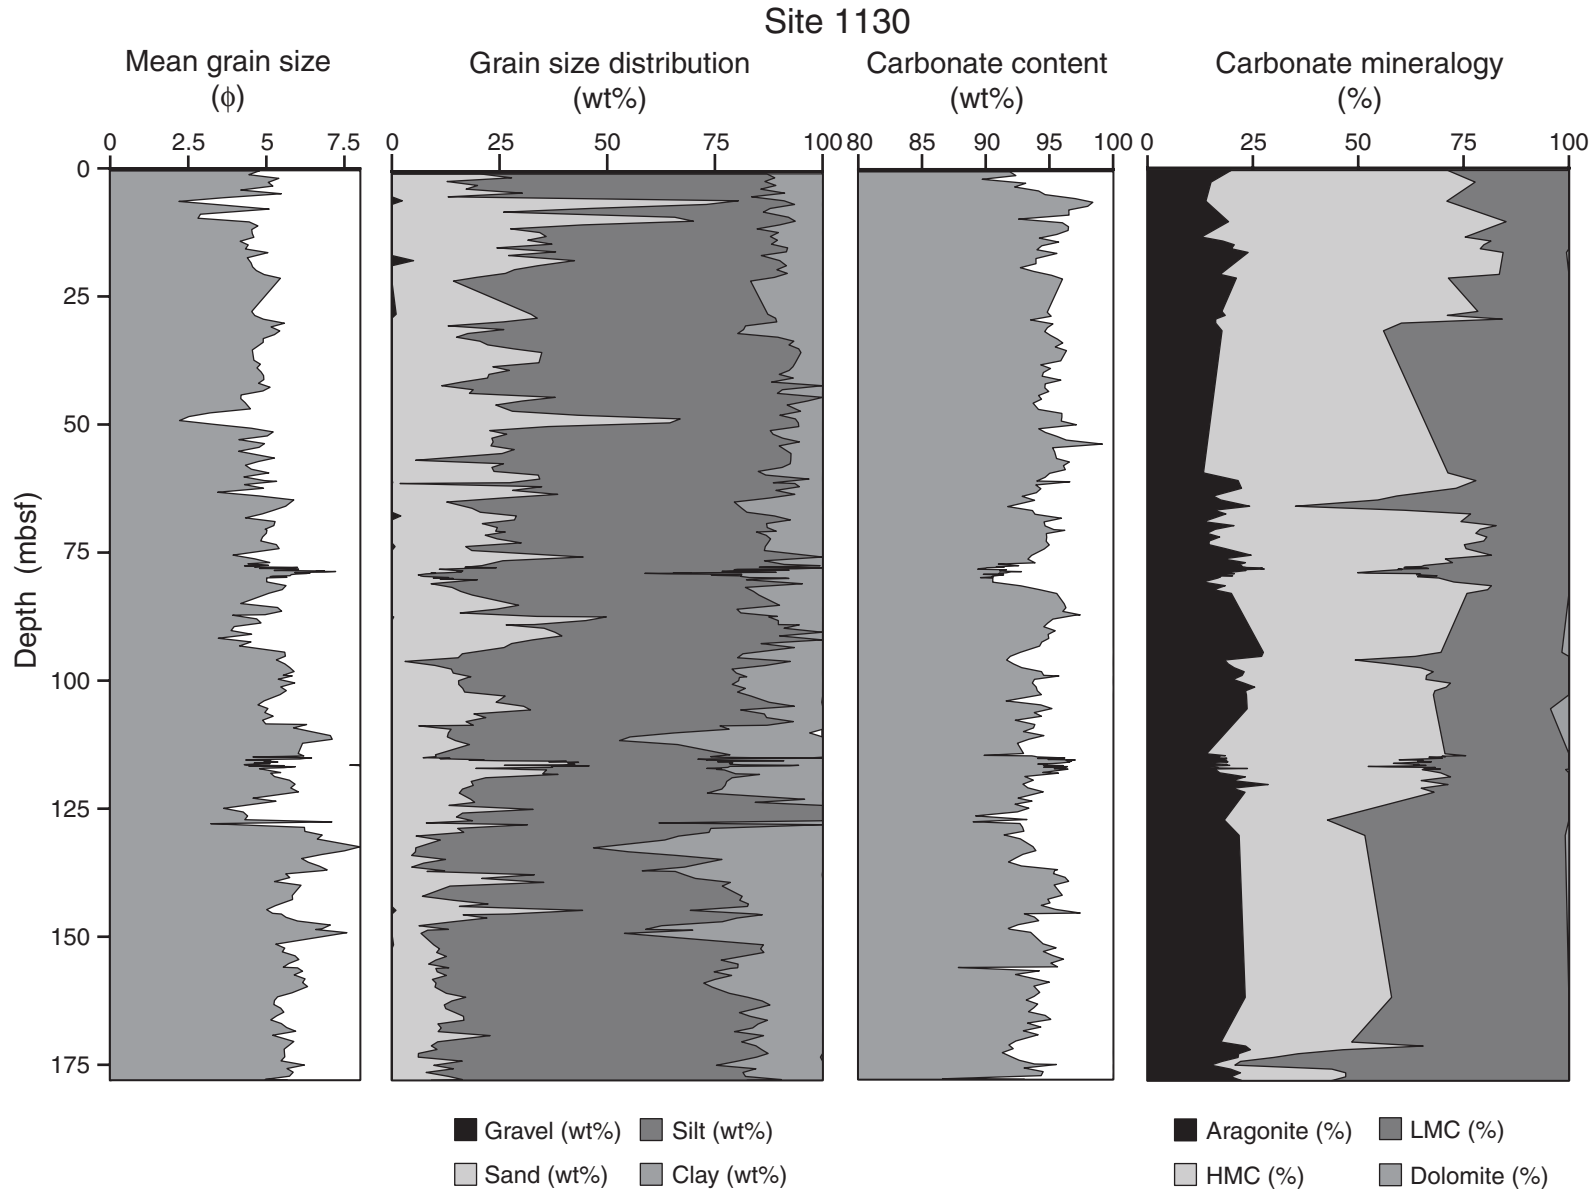 Site 1130
Mean grain size
(ϕ)
Grain size distribution
(wt%)
Carbonate content
(wt%)
Carbonate mineralogy
(%)
0 2.5 5 7.5
0 25 50 75 100
80 85 90 95 100
0 25 50 75 100
Depth (mbsf)
0
25
50
75
100
125
150
175
Gravel (wt%) Silt (wt%)
Sand (wt%) Clay (wt%)
Aragonite (%) LMC (%)
HMC (%) Dolomite (%)